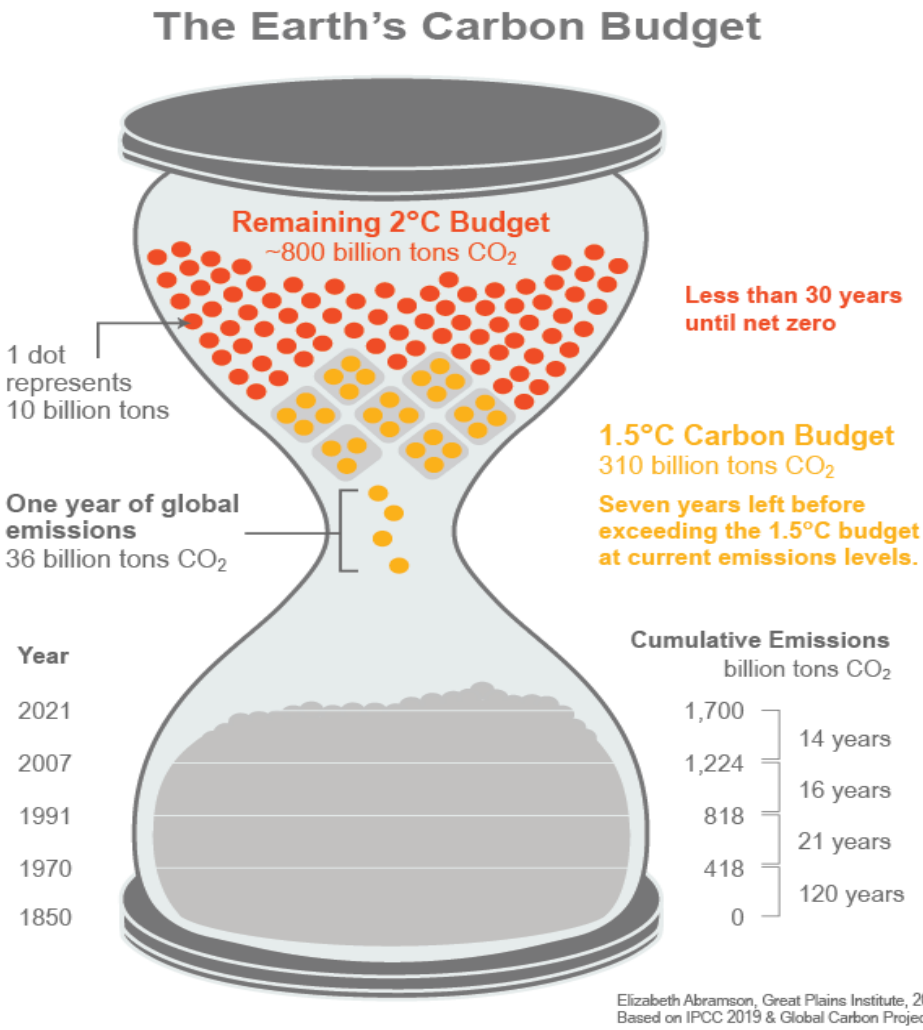 The Earth's Carbon Budget
Remaining 2°C Budget
~800 billion tons CO₂
Less than 30 years
until net zero
1 dot
represents
10 billion tons
1.5°C Carbon Budget
310 billion tons CO₂
Seven years left before
exceeding the 1.5°C budget
at current emissions levels.
One year of global
emissions
36 billion tons CO₂
Year
2021
2007
1991
1970
1850
Cumulative Emissions
billion tons CO₂
1,700
14 years
1,224
16 years
818
21 years
418
120 years
0
Elizabeth Abramson, Great Plains Institute,
Based on IPCC 2019 & Global Carbon